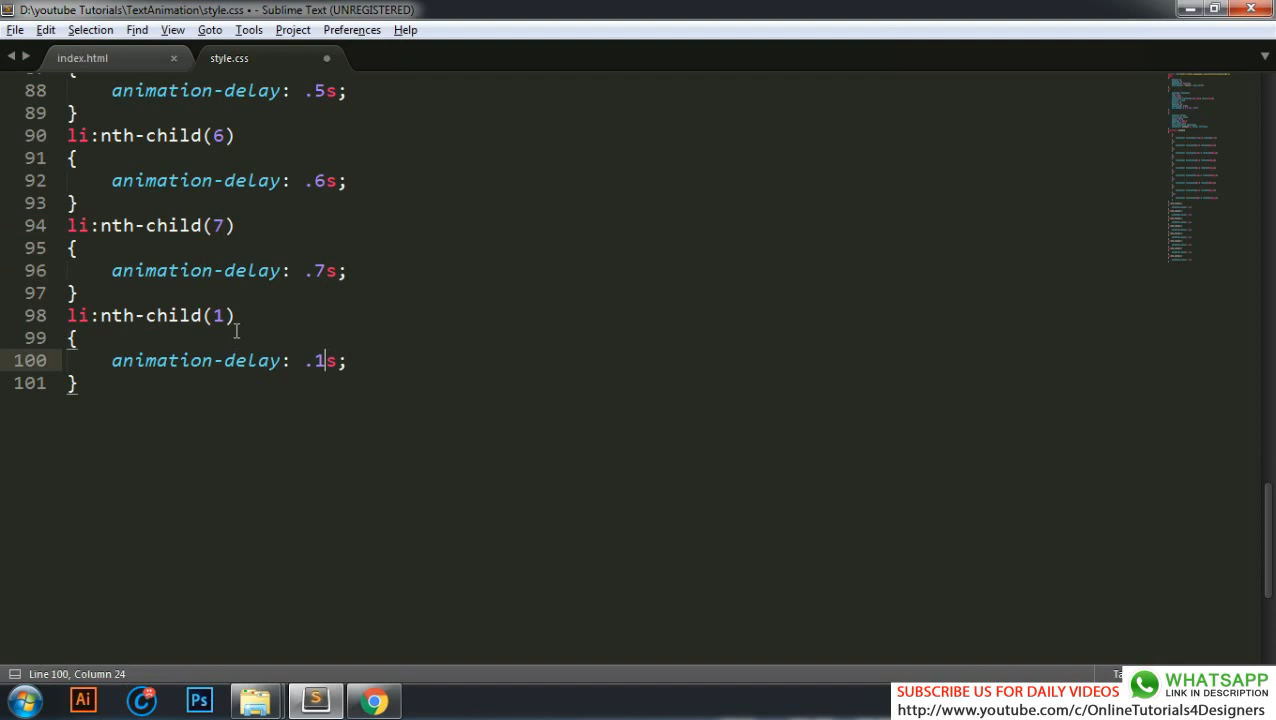 D:\youtube Tutorials\TextAnimation\style.css • - Sublime Text (UNREGISTERED)
File Edit Selection Find View Goto Tools Project Preferences Help
index.html × style.css
88 animation-delay: .5s;
89 }
90 li:nth-child(6)
91 {
92 animation-delay: .6s;
93 }
94 li:nth-child(7)
95 {
96 animation-delay: .7s;
97 }
98 li:nth-child(1)
99 {
100 animation-delay: .1s;
101 }
Line 100, Column 24
Ai Ps S
SUBSCRIBE US FOR DAILY VIDEOS
http://www.youtube.com/c/OnlineTutorials4Designers
WHATSAPP
LINK IN DESCRIPTION